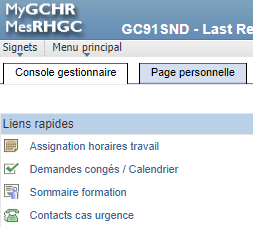 MyGCHR
MesRHGC
GC91SND - Last Re
Signets Menu principal
Console gestionnaire Page personnelle
Liens rapides
Assignation horaires travail
Demandes congés / Calendrier
Sommaire formation
Contacts cas urgence